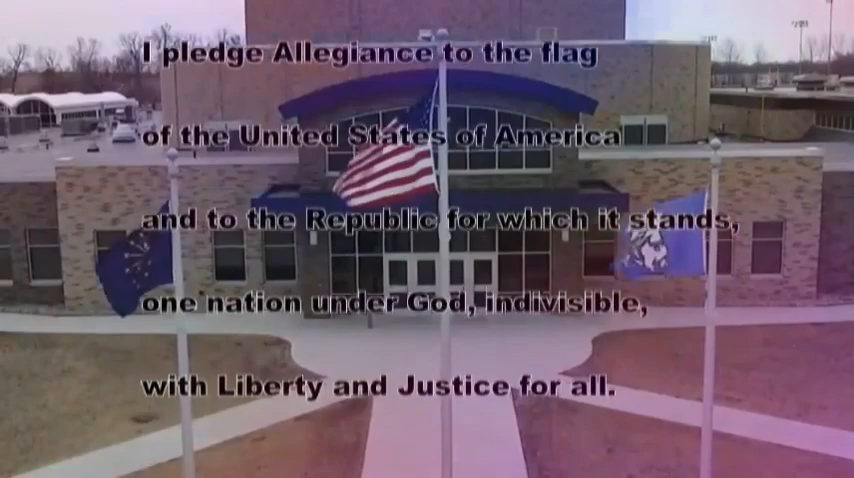 I pledge Allegiance to the flag
of the United States of America
and to the Republic for which it stands,
one nation under God, indivisible,
with Liberty and Justice for all.